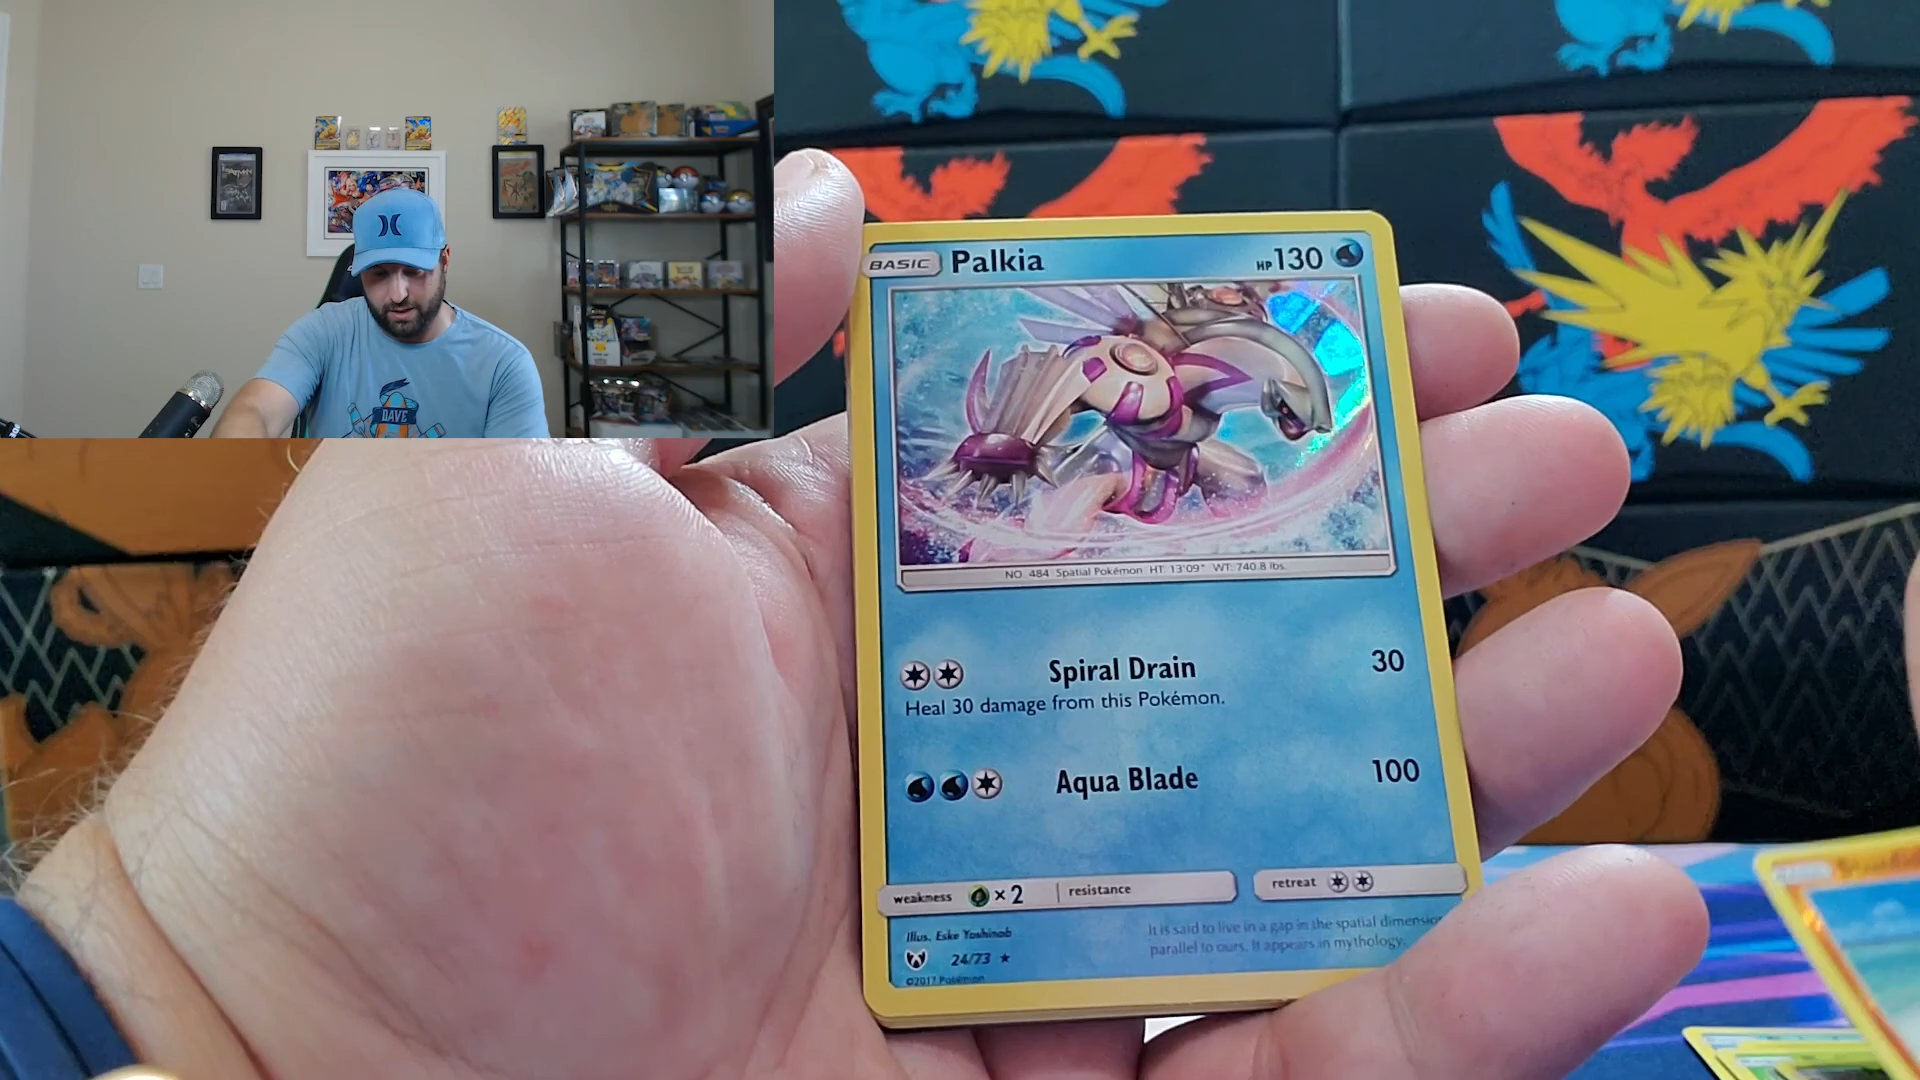 BATMAN
DAVE
BASIC Palkia HP 130
NO. 484 Spatial Pokémon HT: 13'09" WT: 740.8 lbs.
Spiral Drain 30
Heal 30 damage from this Pokémon.
Aqua Blade 100
weakness ×2 resistance retreat
Illus. Eske Yoshinob
24/73 ★
©2017 Pokémon
It is said to live in a gap in the spatial dimension
parallel to ours. It appears in mythology.